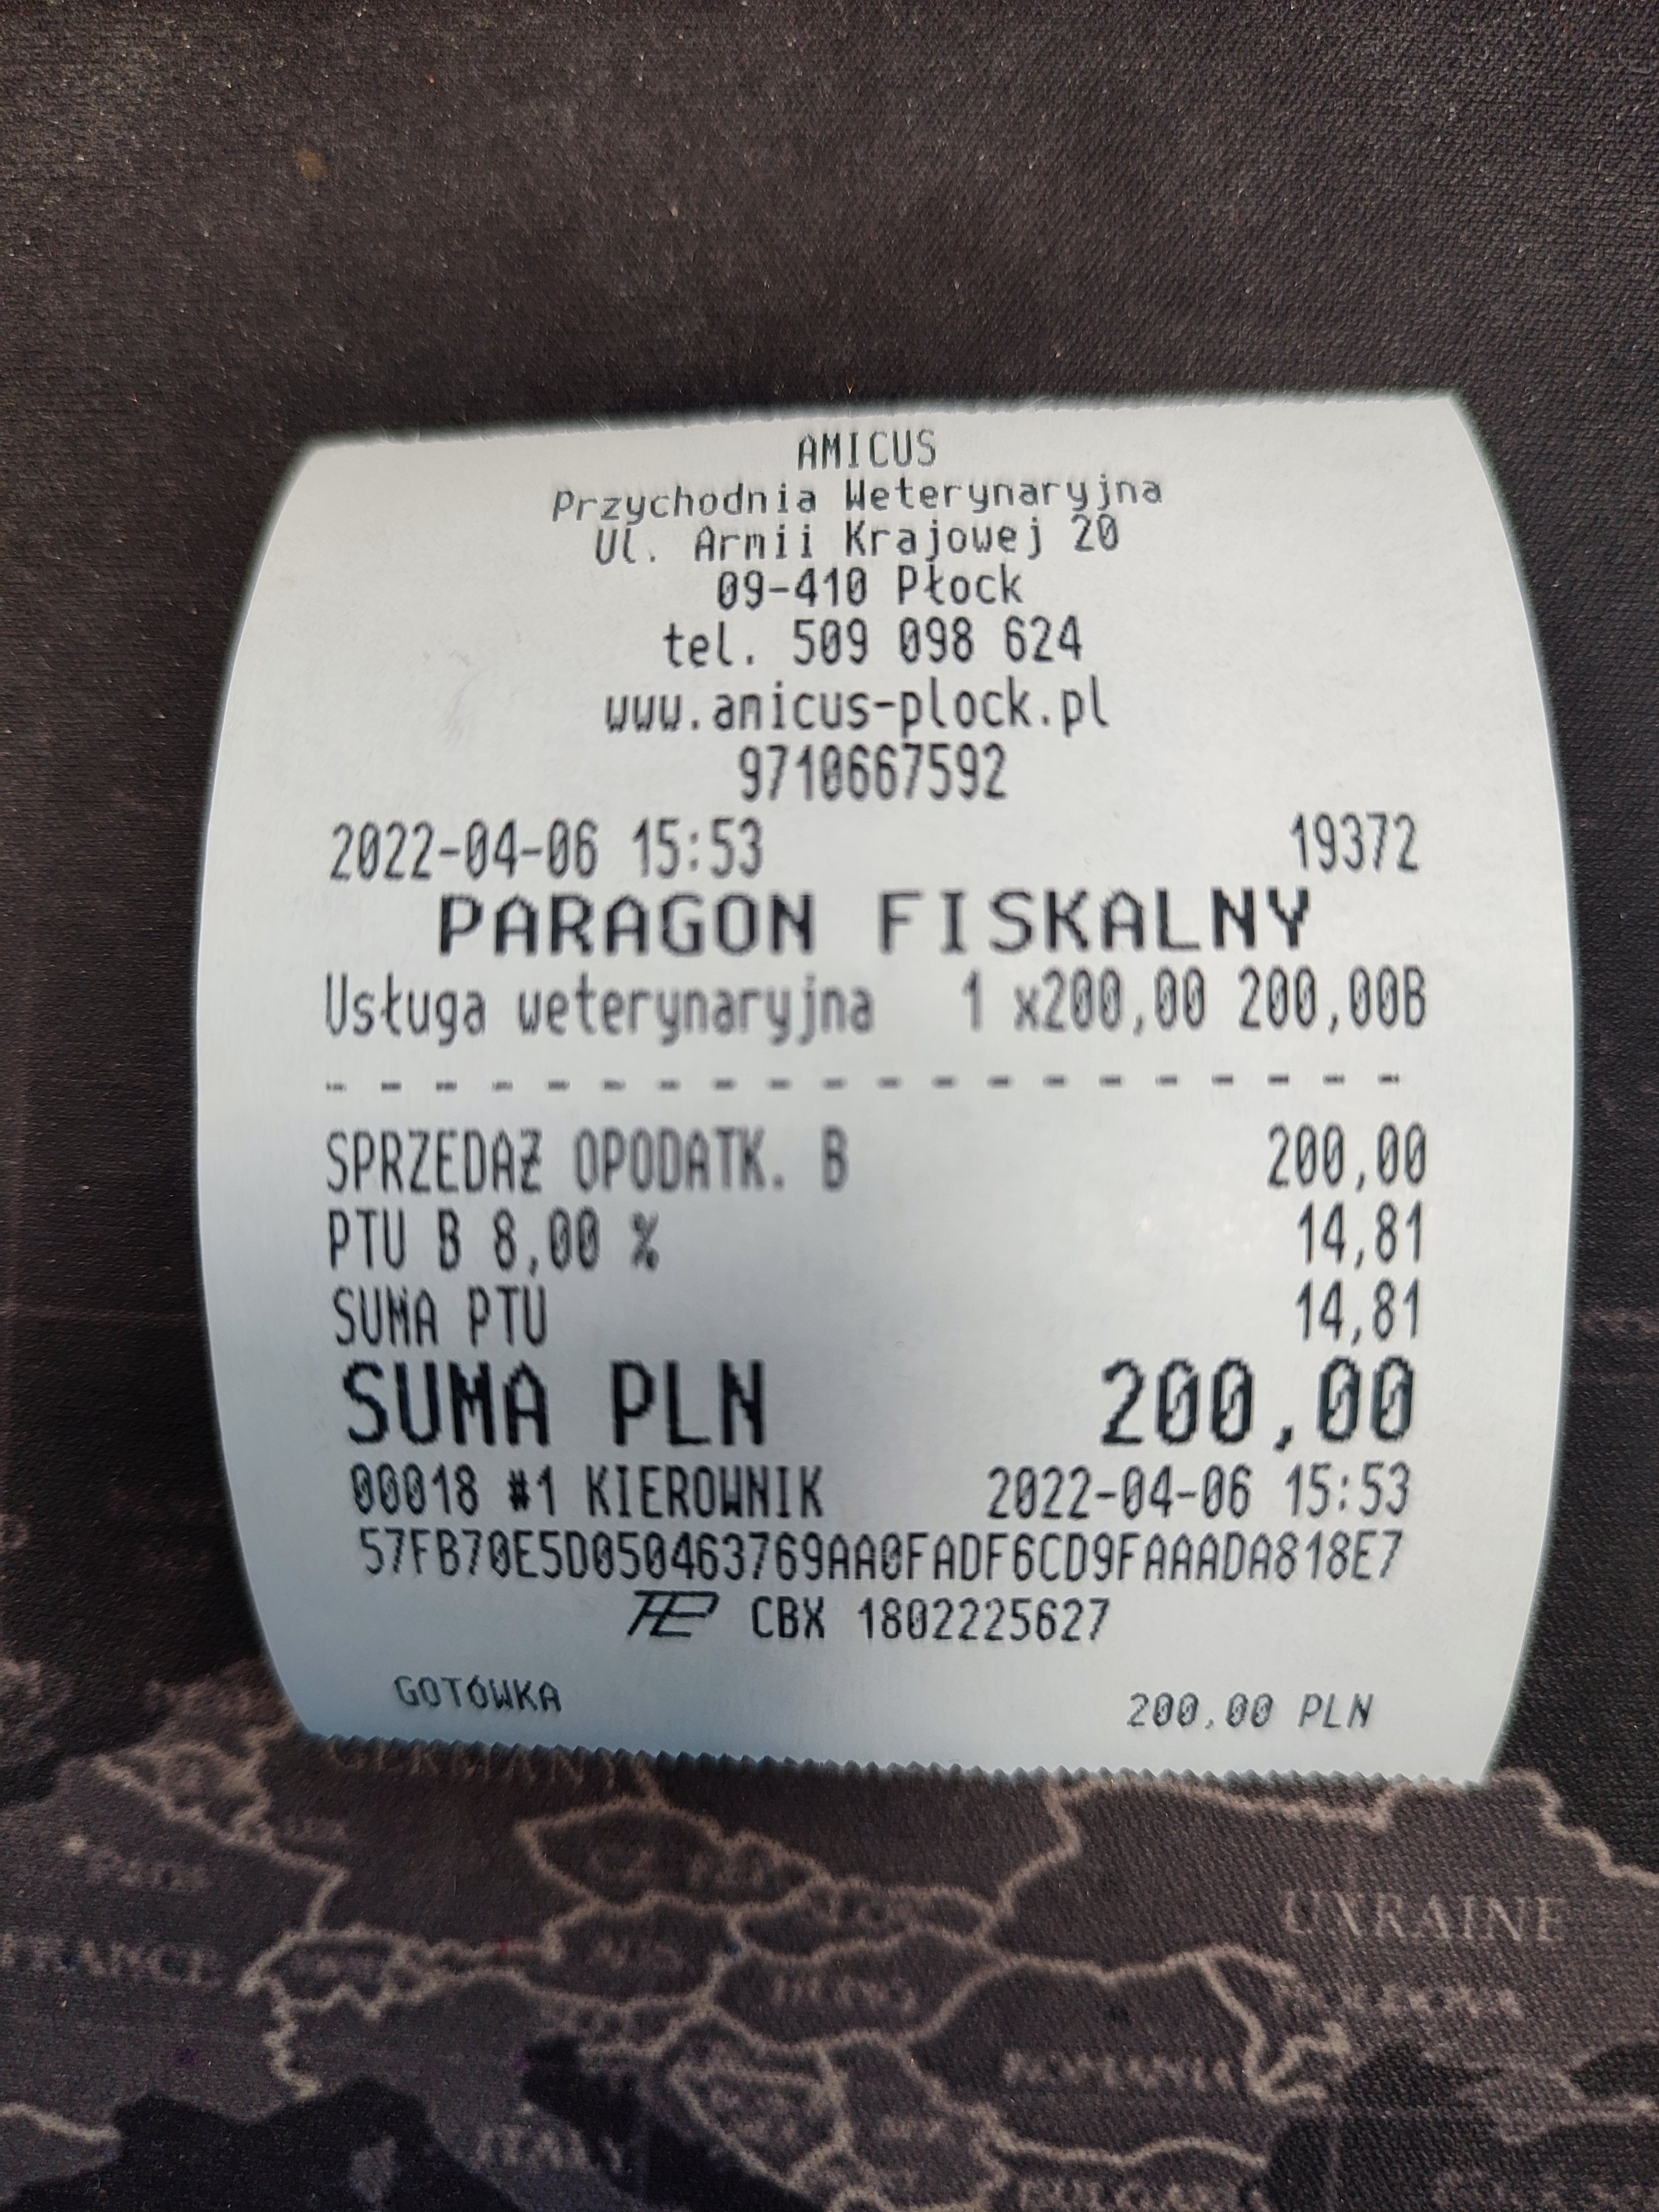 AMICUS
Przychodnia Weterynaryjna
Ul. Armii Krajowej 20
09-410 Płock
tel. 509 098 624
www.amicus-plock.pl
9710667592
2022-04-06 15:53 19372
PARAGON FISKALNY
Usługa weterynaryjna 1 x200,00 200,00B
- - - - - - - - - - - - - - - - - - - -
SPRZEDAŻ OPODATK. B 200,00
PTU B 8,00 % 14,81
SUMA PTU 14,81
SUMA PLN 200,00
00018 #1 KIEROWNIK 2022-04-06 15:53
57FB70E5D050463769AA0FADF6CD9FAAADA818E7
CBX 1802225627
GOTÓWKA 200,00 PLN
GERMANY
UKRAINE
FRANCE
ROMANIA
ITALY